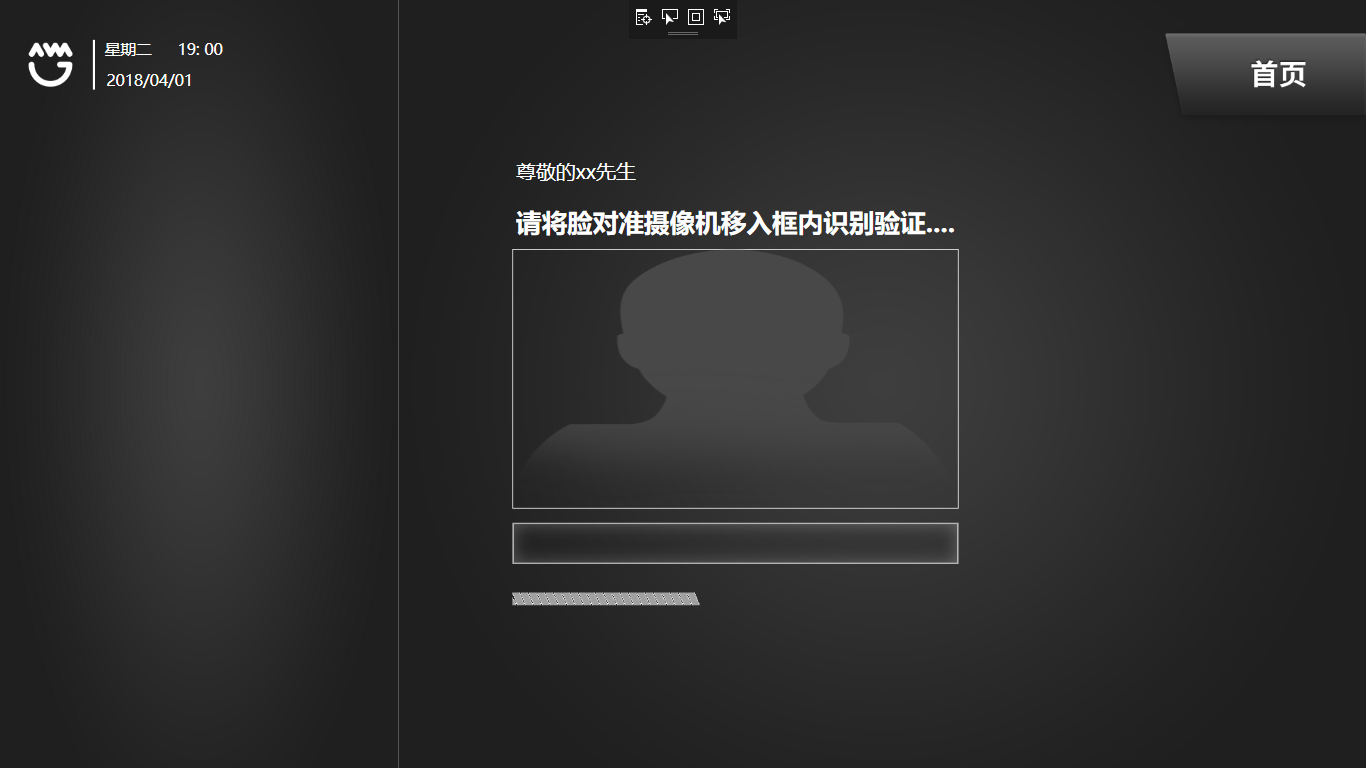 星期二 19: 00
2018/04/01
首页
尊敬的xx先生
请将脸对准摄像机移入框内识别验证....